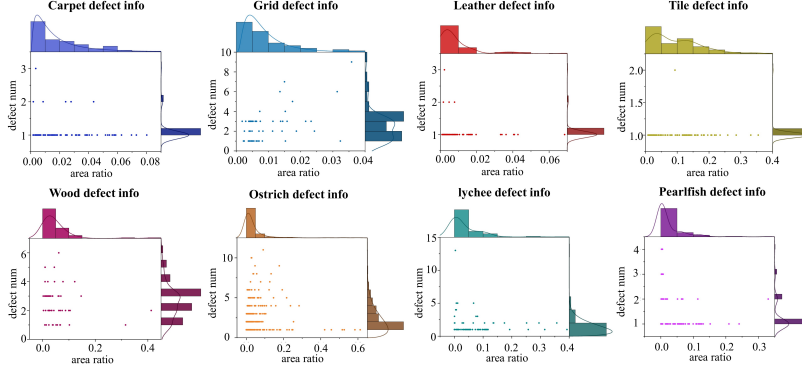 Carpet defect info
Grid defect info
Leather defect info
Tile defect info
defect num
3
2
1
0.00 0.02 0.04 0.06 0.08
area ratio
defect num
10
8
6
4
2
0
0.00 0.01 0.02 0.03 0.04
area ratio
defect num
3
2
1
0.00 0.02 0.04 0.06
area ratio
defect num
2.0
1.5
1.0
0.0 0.1 0.2 0.3 0.4
area ratio
Wood defect info
Ostrich defect info
lychee defect info
Pearlfish defect info
defect num
6
4
2
0
0.0 0.2 0.4
area ratio
defect num
10
5
0
0.0 0.2 0.4 0.6
area ratio
defect num
15
10
5
0
0.0 0.1 0.2 0.3 0.4
area ratio
defect num
4
3
2
1
0.0 0.1 0.2 0.3
area ratio